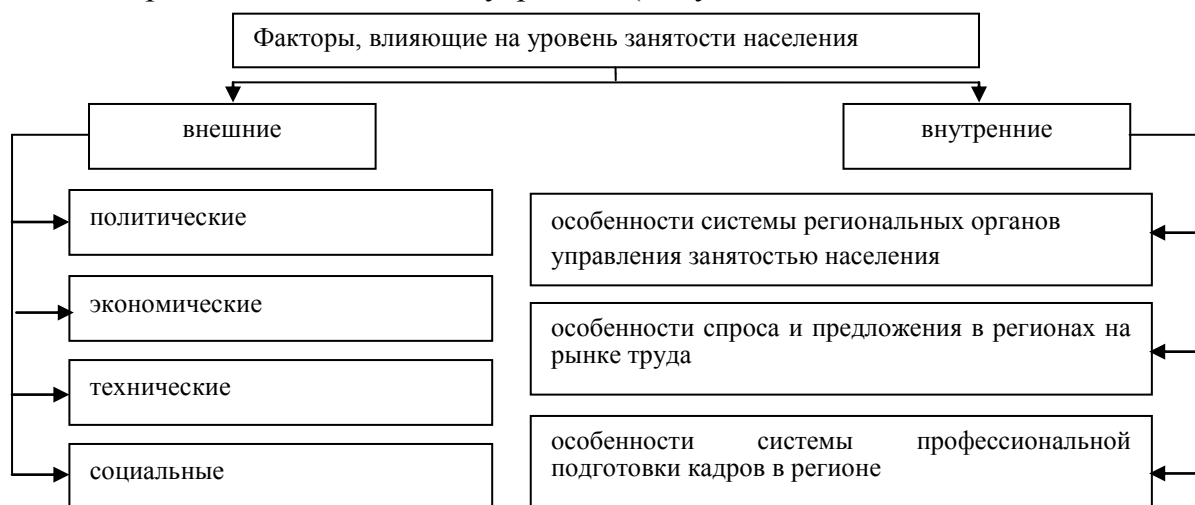 Факторы, влияющие на уровень занятости населения
внешние
внутренние
политические
экономические
технические
социальные
особенности системы региональных органов
управления занятостью населения
особенности спроса и предложения в регионах на
рынке труда
особенности системы профессиональной
подготовки кадров в регионе